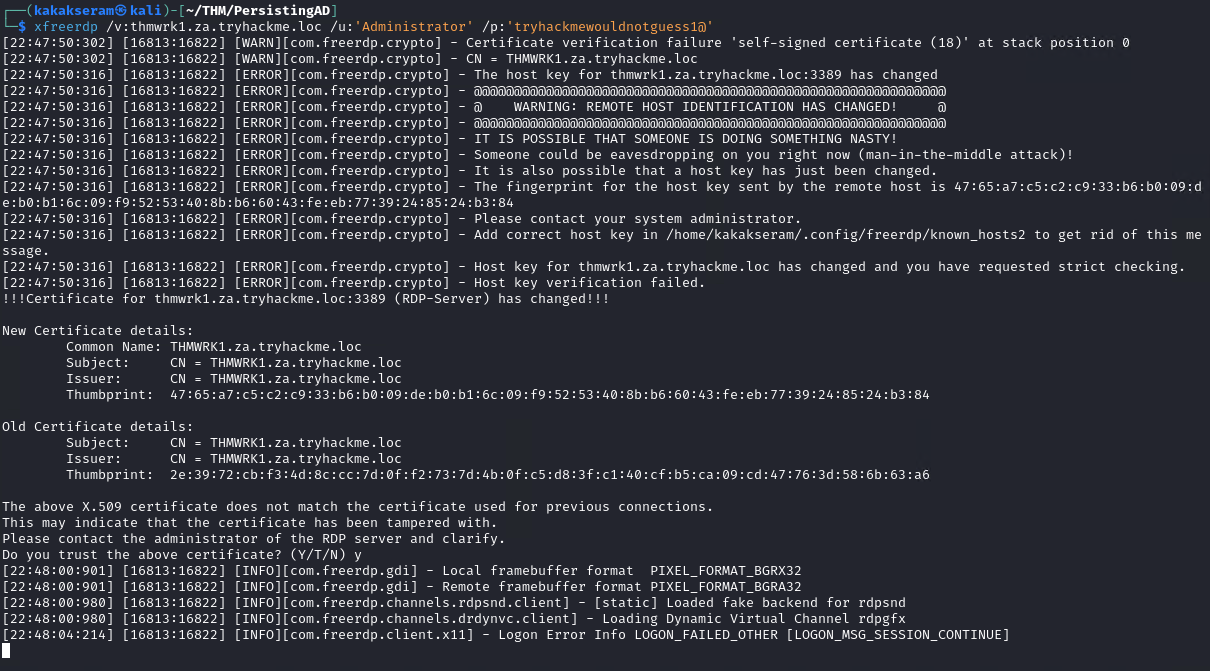 ┌──(kakakseram㉿kali)-[~/THM/PersistingAD]
└─$ xfreerdp /v:thmwrk1.za.tryhackme.loc /u:'Administrator' /p:'tryhackmewouldnotguess1@'
[22:47:50:302] [16813:16822] [WARN][com.freerdp.crypto] - Certificate verification failure 'self-signed certificate (18)' at stack position 0
[22:47:50:302] [16813:16822] [WARN][com.freerdp.crypto] - CN = THMWRK1.za.tryhackme.loc
[22:47:50:316] [16813:16822] [ERROR][com.freerdp.crypto] - The host key for thmwrk1.za.tryhackme.loc:3389 has changed
[22:47:50:316] [16813:16822] [ERROR][com.freerdp.crypto] - @@@@@@@@@@@@@@@@@@@@@@@@@@@@@@@@@@@@@@@@@@@@@@@@@@@@@@@@@@@
[22:47:50:316] [16813:16822] [ERROR][com.freerdp.crypto] - @    WARNING: REMOTE HOST IDENTIFICATION HAS CHANGED!     @
[22:47:50:316] [16813:16822] [ERROR][com.freerdp.crypto] - @@@@@@@@@@@@@@@@@@@@@@@@@@@@@@@@@@@@@@@@@@@@@@@@@@@@@@@@@@@
[22:47:50:316] [16813:16822] [ERROR][com.freerdp.crypto] - IT IS POSSIBLE THAT SOMEONE IS DOING SOMETHING NASTY!
[22:47:50:316] [16813:16822] [ERROR][com.freerdp.crypto] - Someone could be eavesdropping on you right now (man-in-the-middle attack)!
[22:47:50:316] [16813:16822] [ERROR][com.freerdp.crypto] - It is also possible that a host key has just been changed.
[22:47:50:316] [16813:16822] [ERROR][com.freerdp.crypto] - The fingerprint for the host key sent by the remote host is 47:65:a7:c5:c2:c9:33:b6:b0:09:d
e:b0:b1:6c:09:f9:52:53:40:8b:b6:60:43:fe:eb:77:39:24:85:24:b3:84
[22:47:50:316] [16813:16822] [ERROR][com.freerdp.crypto] - Please contact your system administrator.
[22:47:50:316] [16813:16822] [ERROR][com.freerdp.crypto] - Add correct host key in /home/kakakseram/.config/freerdp/known_hosts2 to get rid of this me
ssage.
[22:47:50:316] [16813:16822] [ERROR][com.freerdp.crypto] - Host key for thmwrk1.za.tryhackme.loc has changed and you have requested strict checking.
[22:47:50:316] [16813:16822] [ERROR][com.freerdp.crypto] - Host key verification failed.
!!!Certificate for thmwrk1.za.tryhackme.loc:3389 (RDP-Server) has changed!!!

New Certificate details:
        Common Name: THMWRK1.za.tryhackme.loc
        Subject:     CN = THMWRK1.za.tryhackme.loc
        Issuer:      CN = THMWRK1.za.tryhackme.loc
        Thumbprint:  47:65:a7:c5:c2:c9:33:b6:b0:09:de:b0:b1:6c:09:f9:52:53:40:8b:b6:60:43:fe:eb:77:39:24:85:24:b3:84

Old Certificate details:
        Subject:     CN = THMWRK1.za.tryhackme.loc
        Issuer:      CN = THMWRK1.za.tryhackme.loc
        Thumbprint:  2e:39:72:cb:f3:4d:8c:cc:7d:0f:f2:73:7d:4b:0f:c5:d8:3f:c1:40:cf:b5:ca:09:cd:47:76:3d:58:6b:63:a6

The above X.509 certificate does not match the certificate used for previous connections.
This may indicate that the certificate has been tampered with.
Please contact the administrator of the RDP server and clarify.
Do you trust the above certificate? (Y/T/N) y
[22:48:00:901] [16813:16822] [INFO][com.freerdp.gdi] - Local framebuffer format  PIXEL_FORMAT_BGRX32
[22:48:00:901] [16813:16822] [INFO][com.freerdp.gdi] - Remote framebuffer format PIXEL_FORMAT_BGRA32
[22:48:00:980] [16813:16822] [INFO][com.freerdp.channels.rdpsnd.client] - [static] Loaded fake backend for rdpsnd
[22:48:00:980] [16813:16822] [INFO][com.freerdp.channels.drdynvc.client] - Loading Dynamic Virtual Channel rdpgfx
[22:48:04:214] [16813:16822] [INFO][com.freerdp.client.x11] - Logon Error Info LOGON_FAILED_OTHER [LOGON_MSG_SESSION_CONTINUE]